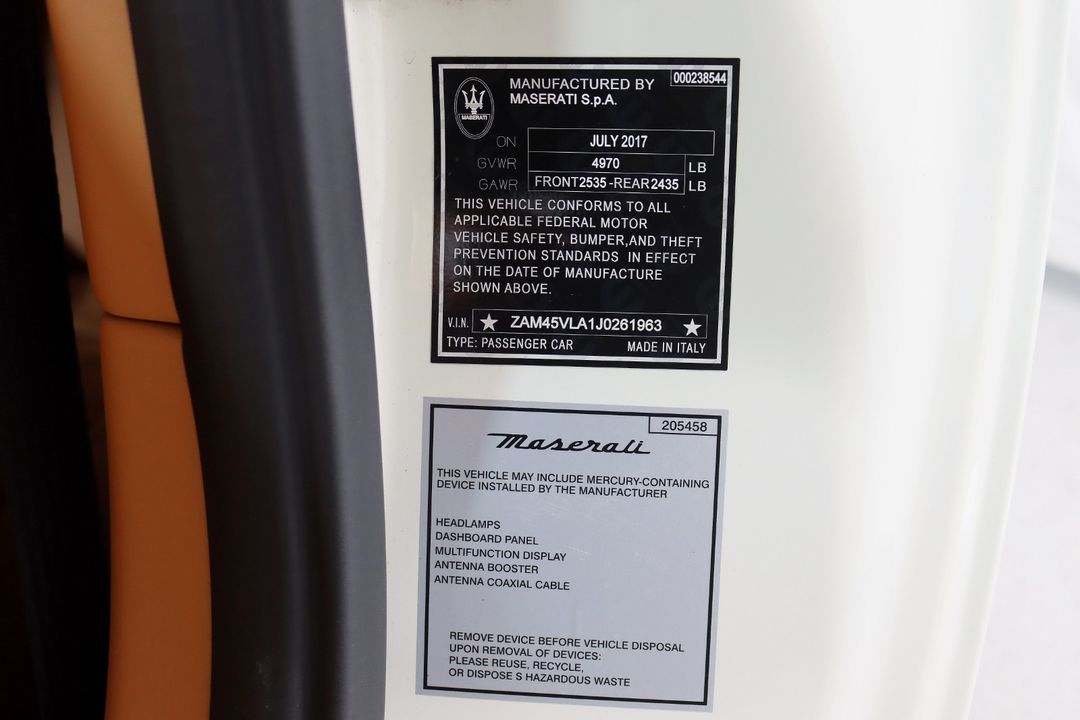 000238544
MASERATI
MANUFACTURED BY
MASERATI S.p.A.
ON JULY 2017
GVWR 4970 LB
GAWR FRONT2535-REAR2435 LB
THIS VEHICLE CONFORMS TO ALL
APPLICABLE FEDERAL MOTOR
VEHICLE SAFETY, BUMPER,AND THEFT
PREVENTION STANDARDS IN EFFECT
ON THE DATE OF MANUFACTURE
SHOWN ABOVE.
V.I.N. ★ ZAM45VLA1J0261963 ★
TYPE: PASSENGER CAR MADE IN ITALY
205458
Maserati
THIS VEHICLE MAY INCLUDE MERCURY-CONTAINING
DEVICE INSTALLED BY THE MANUFACTURER
HEADLAMPS
DASHBOARD PANEL
MULTIFUNCTION DISPLAY
ANTENNA BOOSTER
ANTENNA COAXIAL CABLE
REMOVE DEVICE BEFORE VEHICLE DISPOSAL
UPON REMOVAL OF DEVICES:
PLEASE REUSE, RECYCLE,
OR DISPOSE S HAZARDOUS WASTE